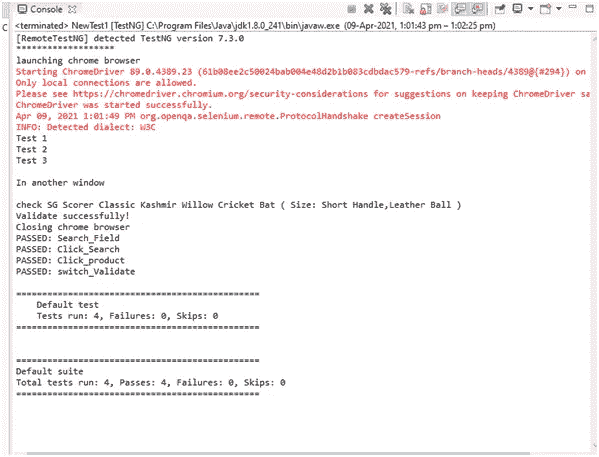 Console
<terminated> NewTest1 [TestNG] C:\Program Files\Java\jdk1.8.0_241\bin\javaw.exe (09-Apr-2021, 1:01:43 pm – 1:02:25 pm)
[RemoteTestNG] detected TestNG version 7.3.0
*******************
launching chrome browser
Starting ChromeDriver 89.0.4389.23 (61b08ee2c50024bab004e48d2b1b083cdbdac579-refs/branch-heads/4389@{#294}) on
Only local connections are allowed.
Please see https://chromedriver.chromium.org/security-considerations for suggestions on keeping ChromeDriver sa
ChromeDriver was started successfully.
Apr 09, 2021 1:01:49 PM org.openqa.selenium.remote.ProtocolHandshake createSession
INFO: Detected dialect: W3C
Test 1
Test 2
Test 3
In another window
check SG Scorer Classic Kashmir Willow Cricket Bat ( Size: Short Handle,Leather Ball )
Validate successfully!
Closing chrome browser
PASSED: Search_Field
PASSED: Click_Search
PASSED: Click_product
PASSED: switch_Validate
===============================================
Default test
Tests run: 4, Failures: 0, Skips: 0
===============================================
===============================================
Default suite
Total tests run: 4, Passes: 4, Failures: 0, Skips: 0
===============================================